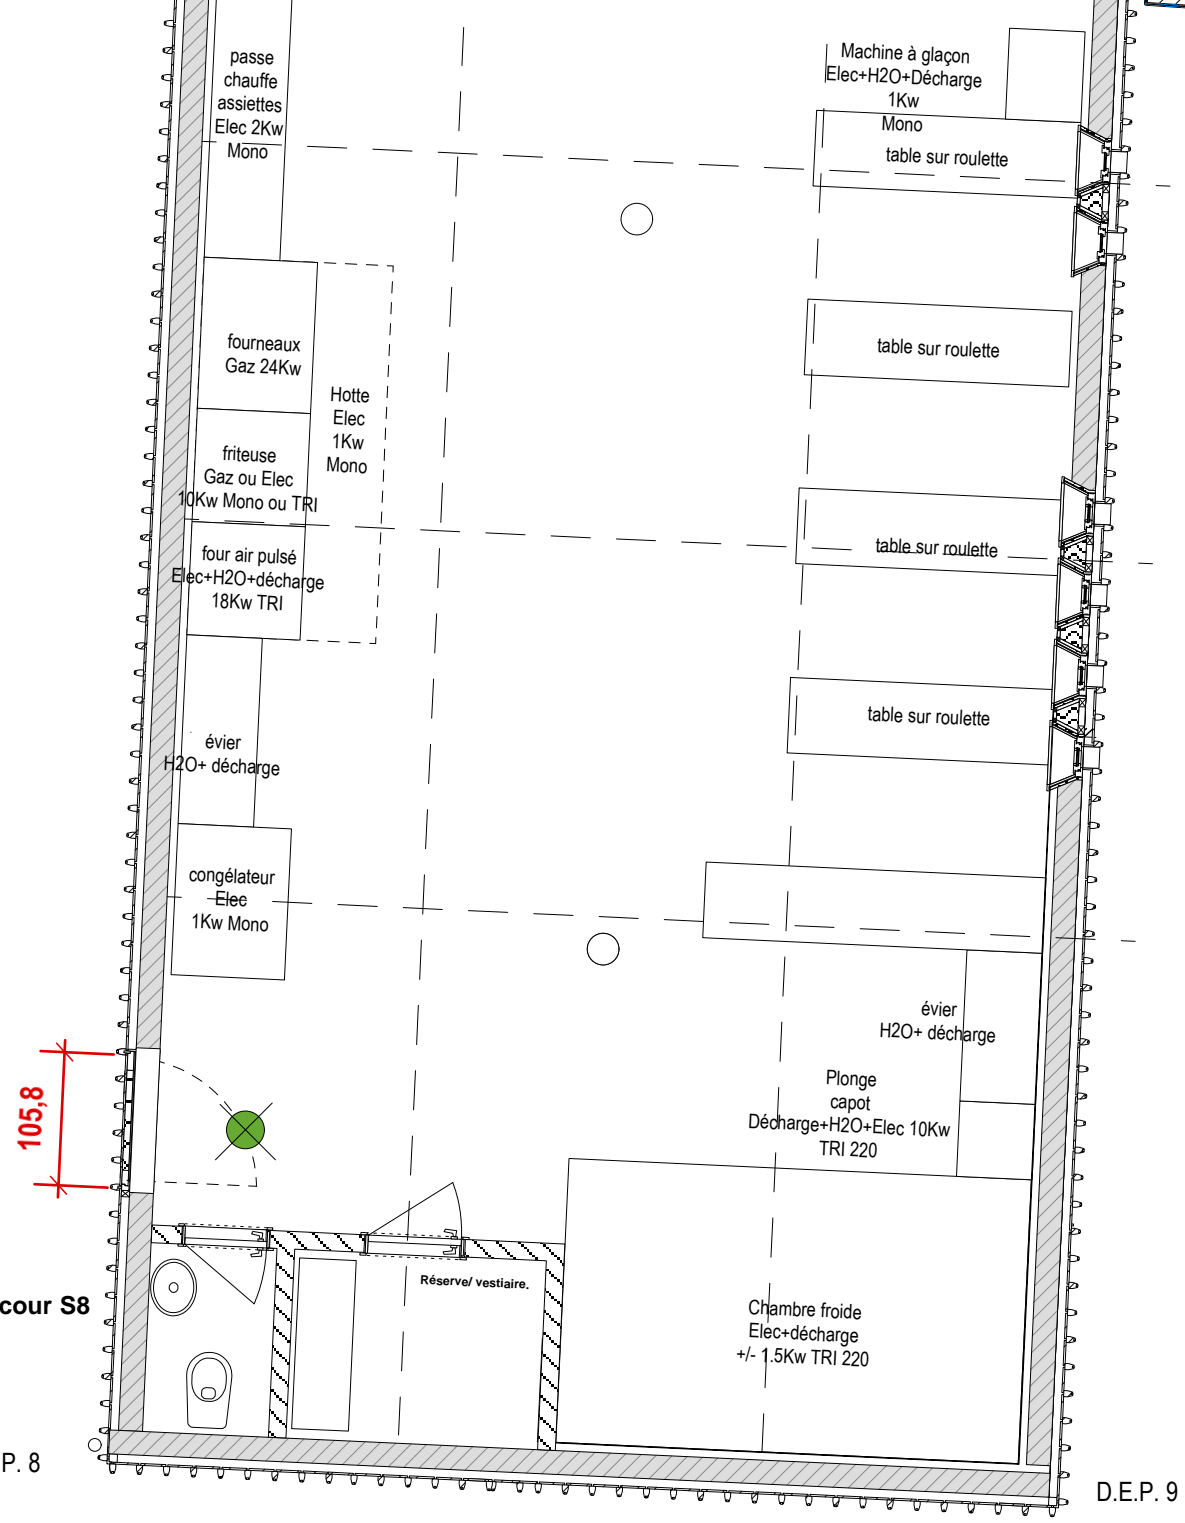 passe
chauffe
assiettes
Elec 2Kw
Mono
Machine à glaçon
Elec+H2O+Décharge
1Kw
Mono
table sur roulette
fourneaux
Gaz 24Kw
table sur roulette
Hotte
Elec
1Kw
Mono
friteuse
Gaz ou Elec
10Kw Mono ou TRI
four air pulsé
Elec+H2O+décharge
18Kw TRI
table sur roulette
évier
H2O+ décharge
table sur roulette
congélateur
Elec
1Kw Mono
évier
H2O+ décharge
105,8
Plonge
capot
Décharge+H2O+Elec 10Kw
TRI 220
Réserve/ vestiaire.
cour S8
Chambre froide
Elec+décharge
+/- 1.5Kw TRI 220
P. 8
D.E.P. 9